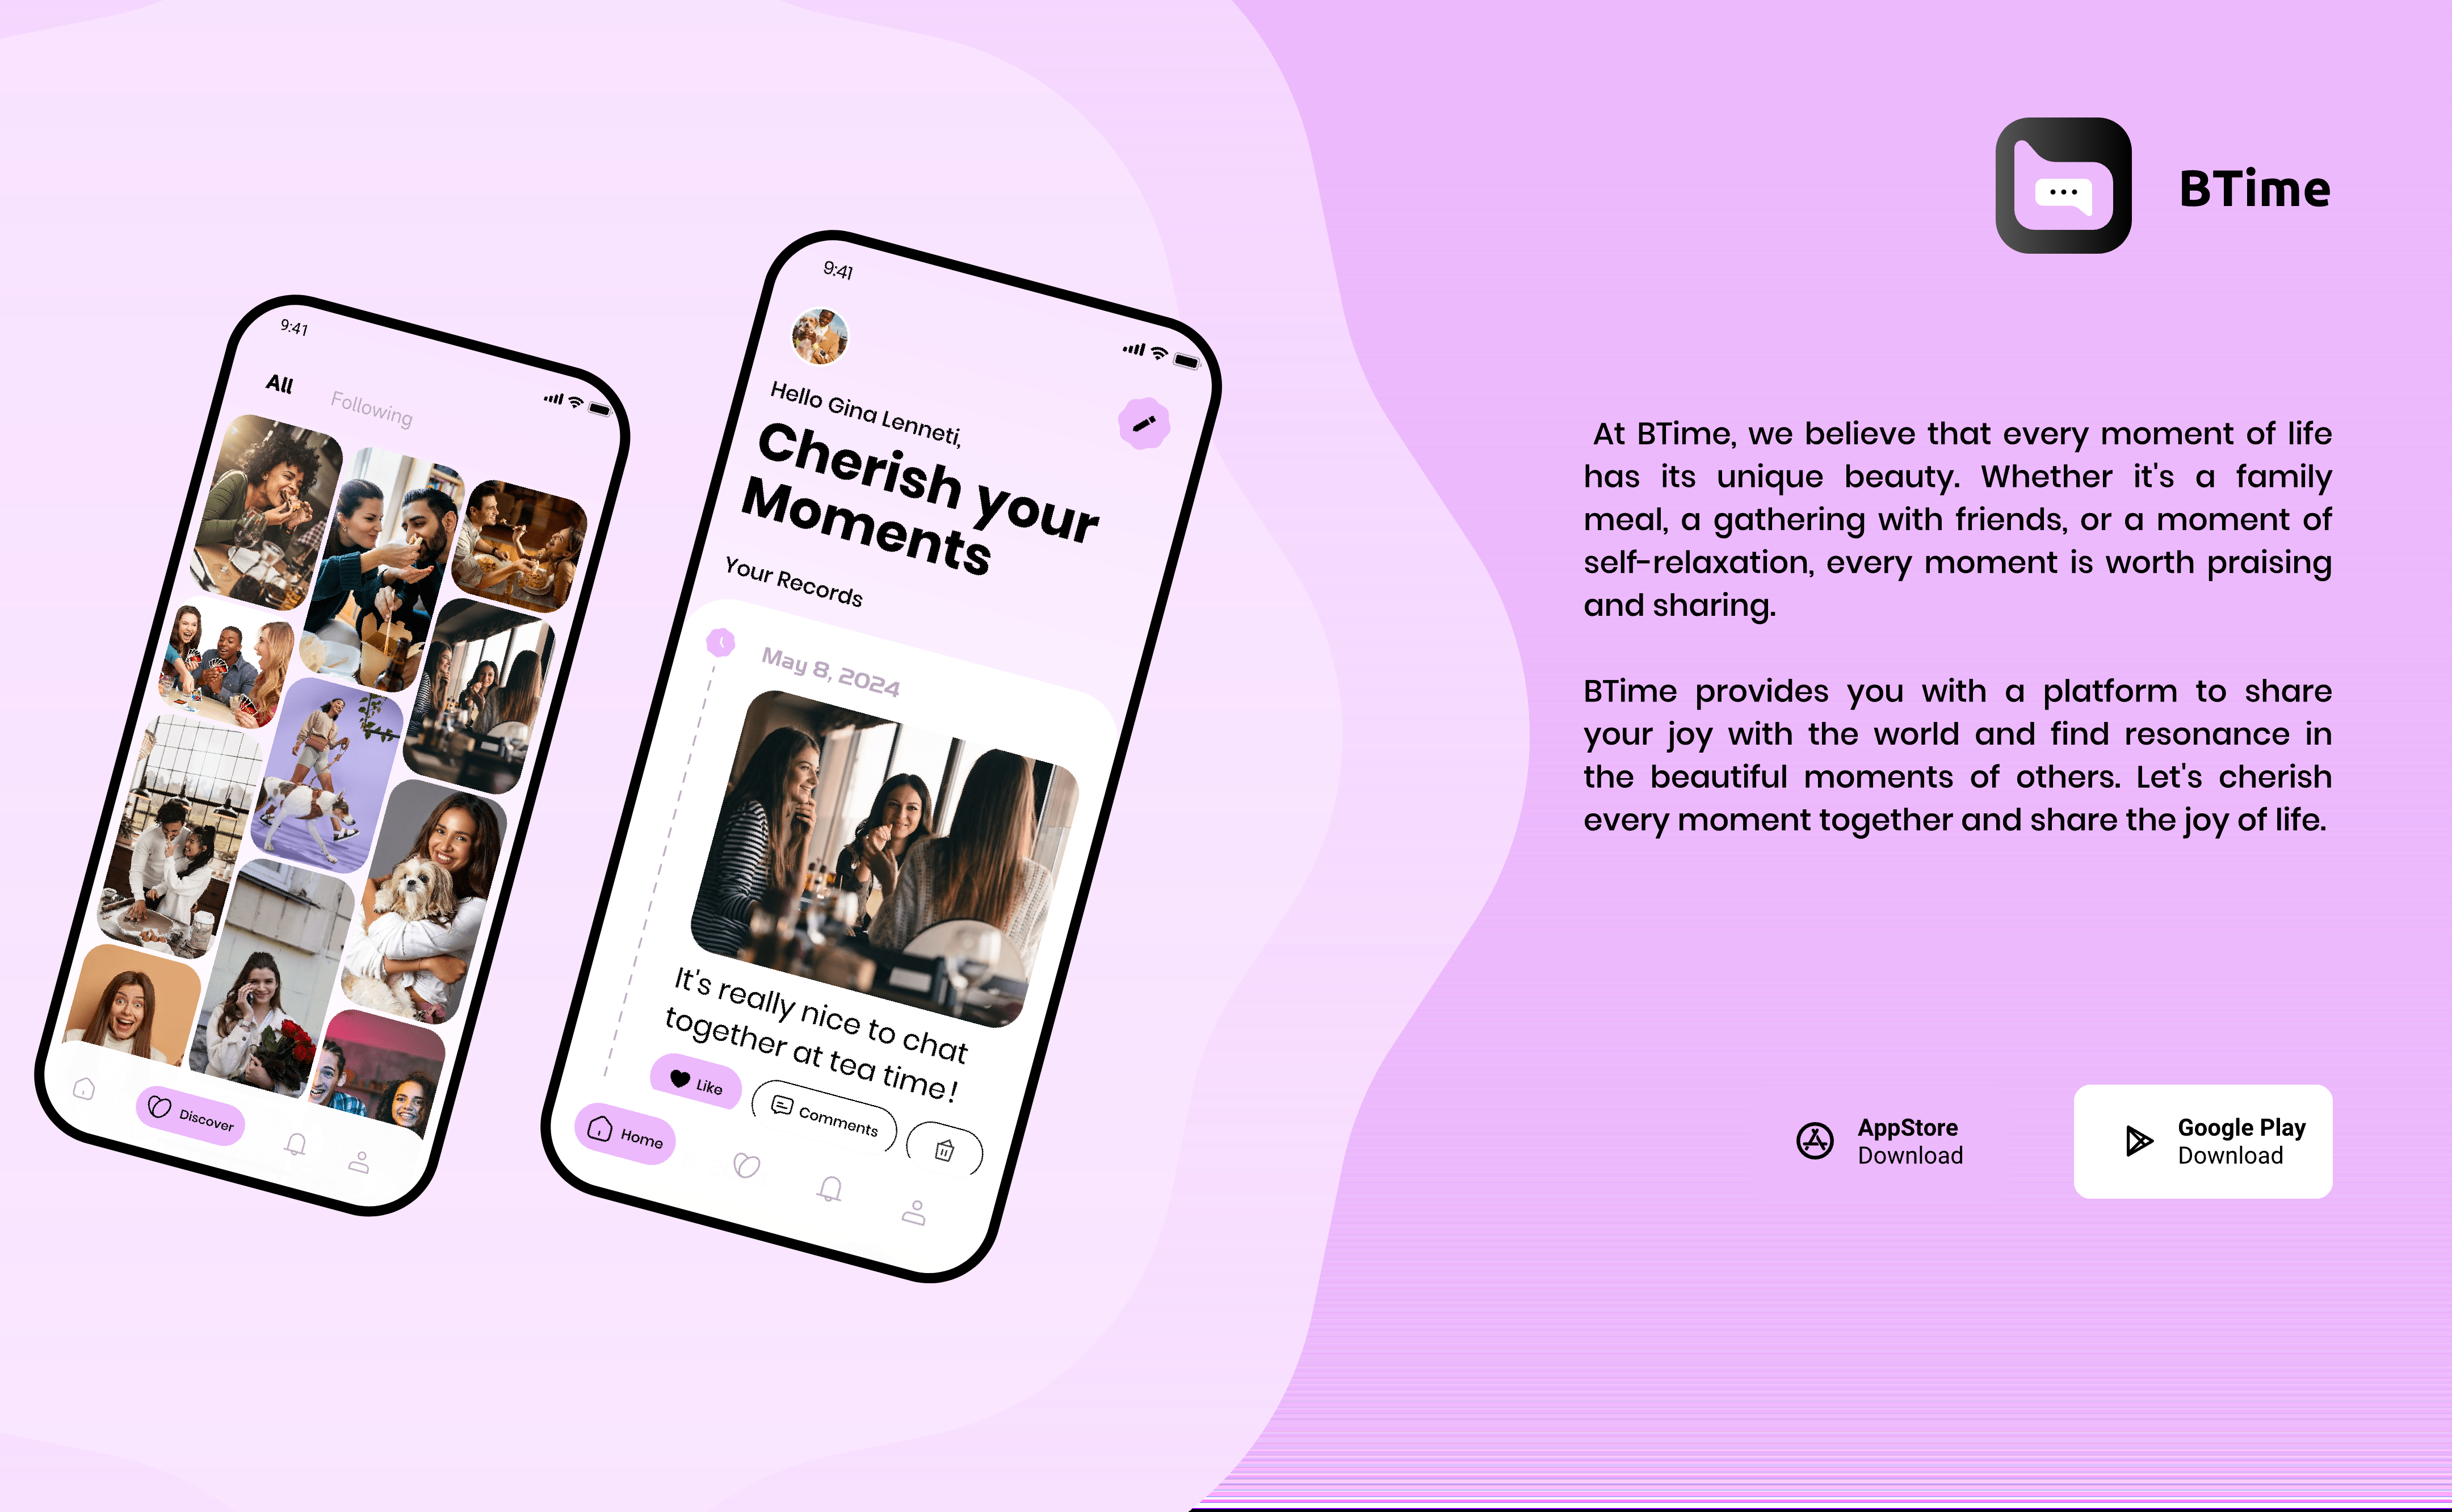 9:41
All
Following
Discover
9:41
Hello Gina Lenneti,
Cherish your
Moments
Your Records
May 8, 2024
It's really nice to chat
together at tea time!
Like
Comments
Home
BTime
At BTime, we believe that every moment of life
has its unique beauty. Whether it's a family
meal, a gathering with friends, or a moment of
self-relaxation, every moment is worth praising
and sharing.
BTime provides you with a platform to share
your joy with the world and find resonance in
the beautiful moments of others. Let's cherish
every moment together and share the joy of life.
AppStore
Download
Google Play
Download